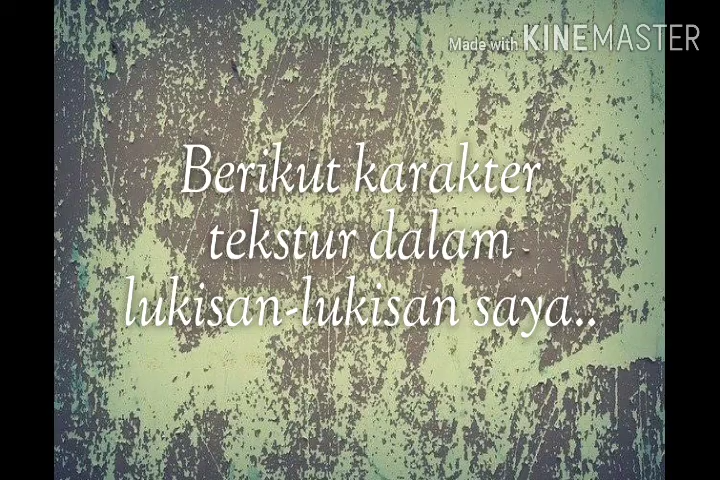 Made with KINEMASTER
Berikut karakter
tekstur dalam
lukisan-lukisan saya..